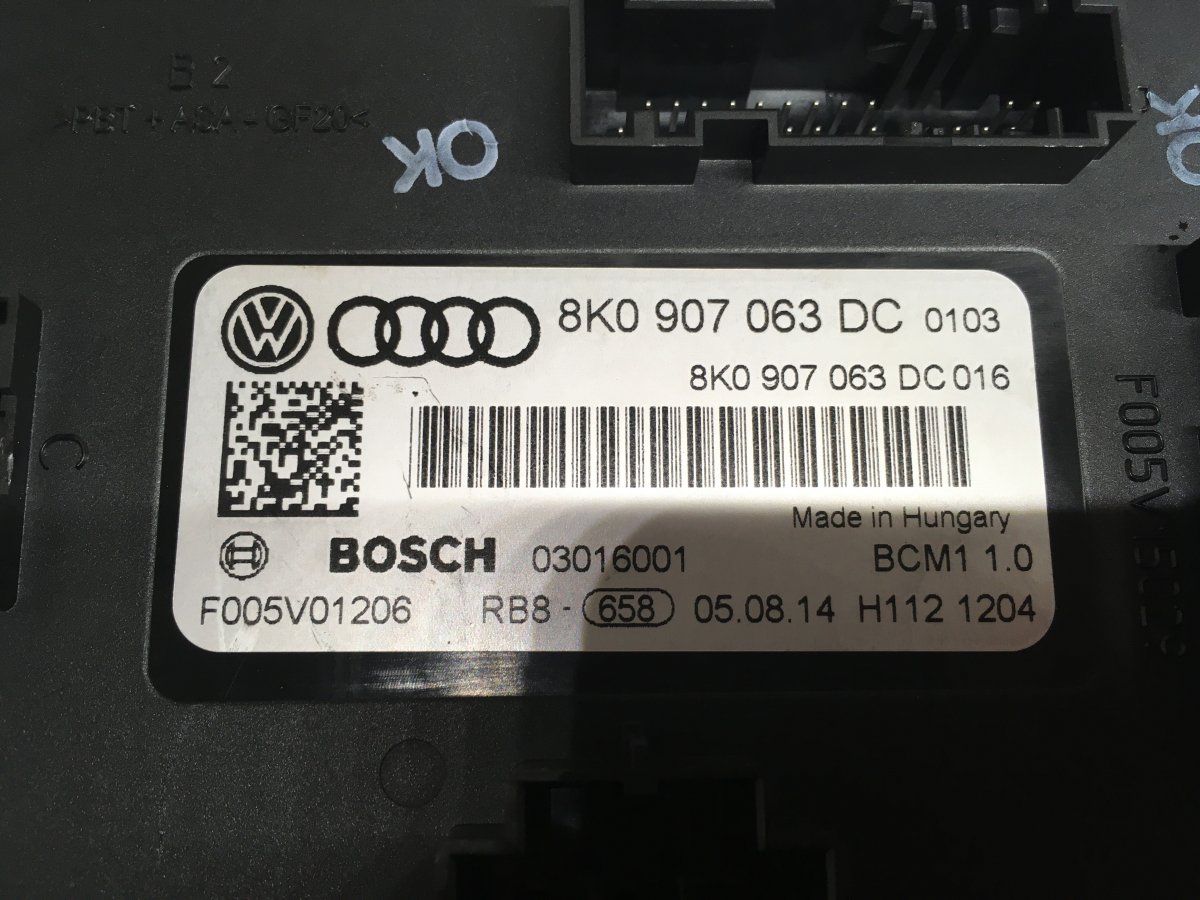 B 2
>PBT + ASA - GF20<
OK
OK
8K0 907 063 DC 0103
8K0 907 063 DC 016
C
Made in Hungary
BOSCH 03016001 BCM1 1.0
F005V01206 RB8 - 658 05.08.14 H112 1204